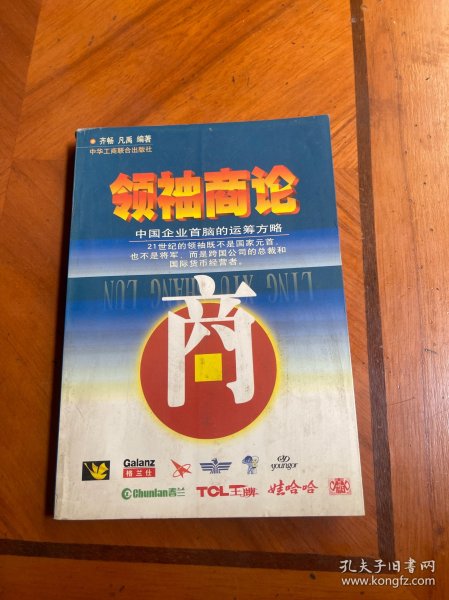 齐畅 凡禹 编著
中华工商联合出版社
领袖商论
中国企业首脑的运筹方略
21世纪的领袖既不是国家元首,
也不是将军,而是跨国公司的总裁和
国际货币经营者。
LING XIU SHANG LUN
商
Galanz
格兰仕
youngor
Chunlan春兰
TCL王牌
娃哈哈
孔夫子旧书网
www.kongfz.com